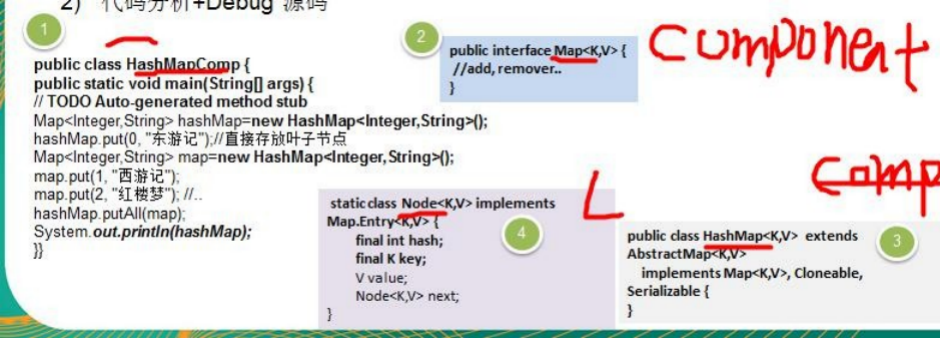 2) 代码分析+Debug 源码
1
public class HashMapComp {
public static void main(String[] args) {
// TODO Auto-generated method stub
Map<Integer,String> hashMap=new HashMap<Integer,String>();
hashMap.put(0, "东游记");//直接存放叶子节点
Map<Integer,String> map=new HashMap<Integer,String>();
map.put(1, "西游记");
map.put(2, "红楼梦"); //..
hashMap.putAll(map);
System.out.println(hashMap);
}}
2
public interface Map<K,V> {
//add, remover..
}
Component
Comp
L
static class Node<K,V> implements
Map.Entry<K,V> {
final int hash;
final K key;
V value;
Node<K,V> next;
}
4
public class HashMap<K,V> extends
AbstractMap<K,V>
implements Map<K,V>, Cloneable,
Serializable {
}
3